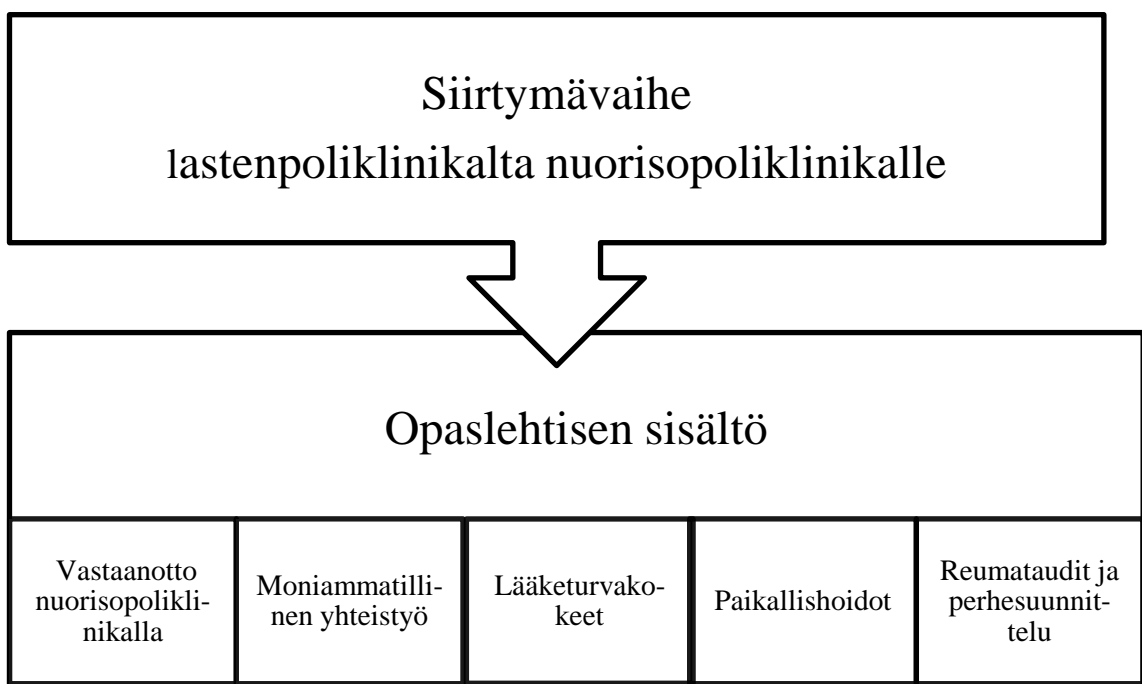 Siirtymävaihe
lastenpoliklinikalta nuorisopoliklinikalle
Opaslehtisen sisältö
Vastaanotto
nuorisopolikli-
nikalla
Moniammatilli-
nen yhteistyö
Lääketurvako-
keet
Paikallishoidot
Reumataudit ja
perhesuunnit-
telu